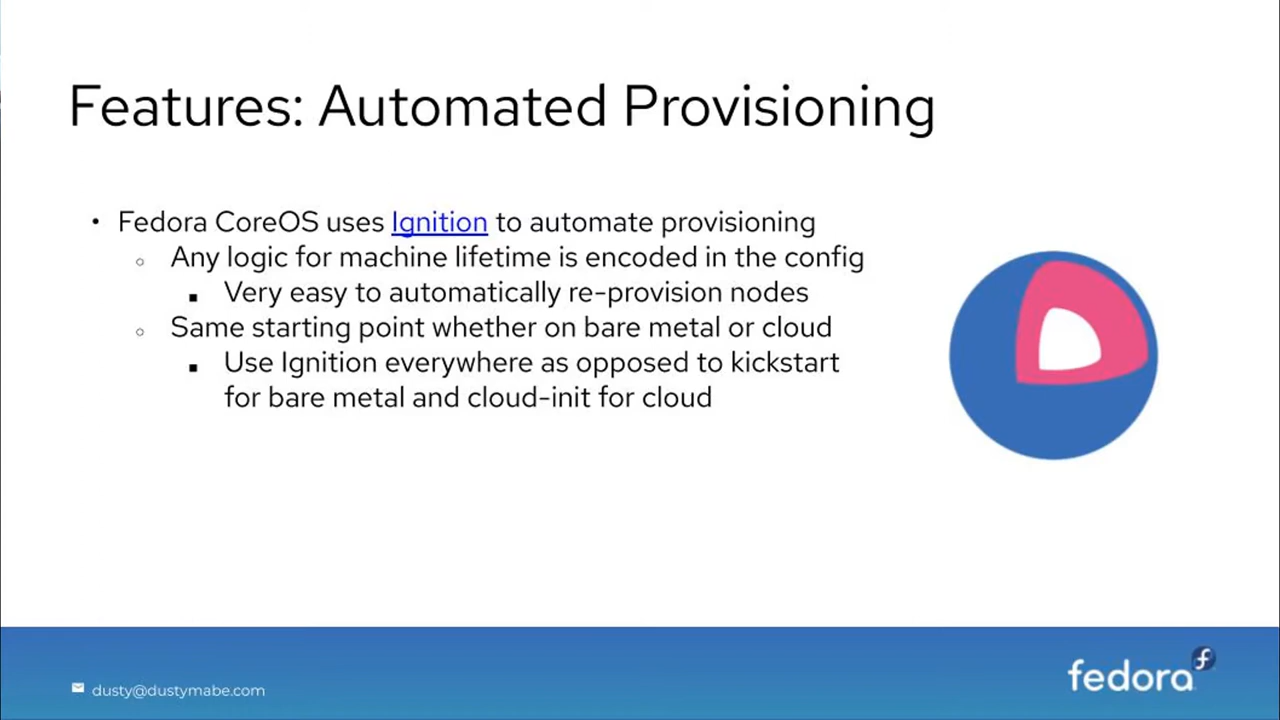 Features: Automated Provisioning
• Fedora CoreOS uses Ignition to automate provisioning
○ Any logic for machine lifetime is encoded in the config
■ Very easy to automatically re-provision nodes
○ Same starting point whether on bare metal or cloud
■ Use Ignition everywhere as opposed to kickstart
for bare metal and cloud-init for cloud
dusty@dustymabe.com
fedora